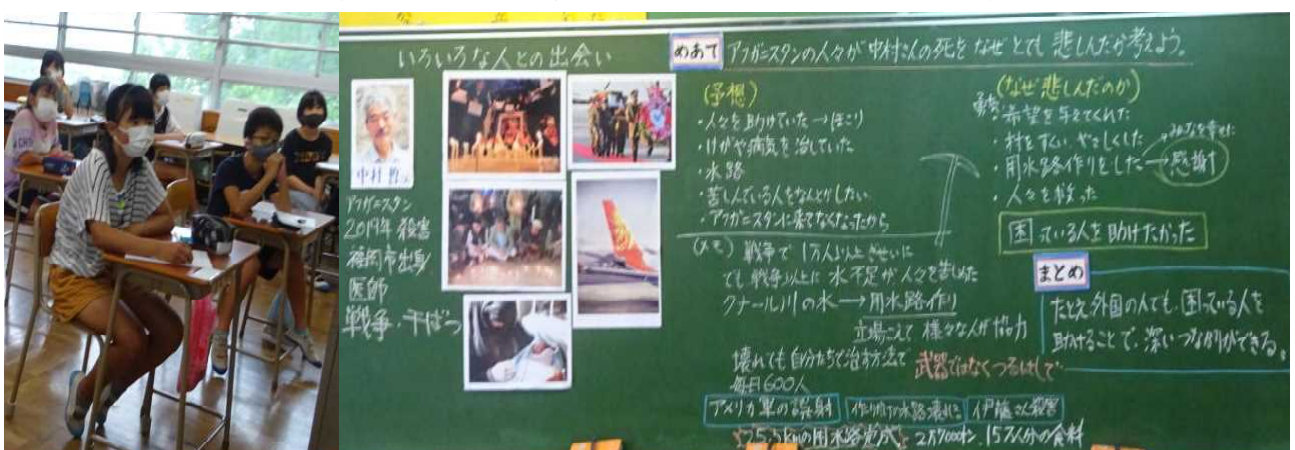 いろいろな人との出会い
めあて アフガニスタンの人々が中村さんの死をなぜとても悲しんだか考えよう。
中村 哲
アフガニスタン
2019年 殺害
福岡市出身
医師
戦争・干ばつ
(予想)
・人々を助けていた→ほこり
・けがや病気を治していた
・水路
・苦しんでいる人をなんとかしたい
・アフガニスタンに来てなくなったから
(メモ) 戦争で 1万人以上ぎせいに
でも戦争以上に 水不足が人々を苦しめた
クナール川の水→用水路作り
立場こえて 様々な人が協力
壊れても自分たちで治す方法で
武器ではなくつるはしで
毎日600人
アメリカ軍の誤射 作りかけの水路壊れる 伊藤さん殺害
25.5kmの用水路完成。 15万人分の食料
(なぜ悲しんだのか)
希望を与えてくれた
・村をすくい やさしくした
みんなを幸せに
・用水路作りをした→感謝
・人々を救った
困っている人を助けたかった
まとめ
たとえ外国の人でも、困っている人を
助けることで、深いつながりができる。